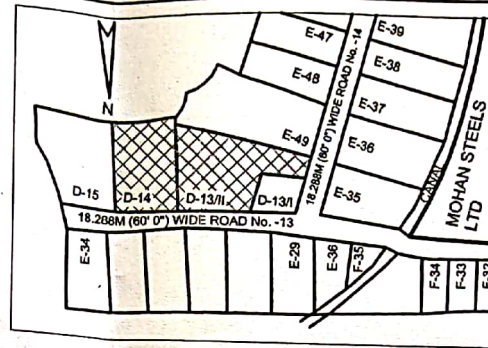 E-47
E-39
E-48
E-38
E-37
E-49
E-36
E-35
18.288M (60' 0") WIDE ROAD No. -14
CANAL
MOHAN STEELS
LTD
N
D-15
D-14
D-13/II
D-13/I
18.288M (60' 0") WIDE ROAD No. -13
E-34
E-29
E-36
F-35
F-34
F-33